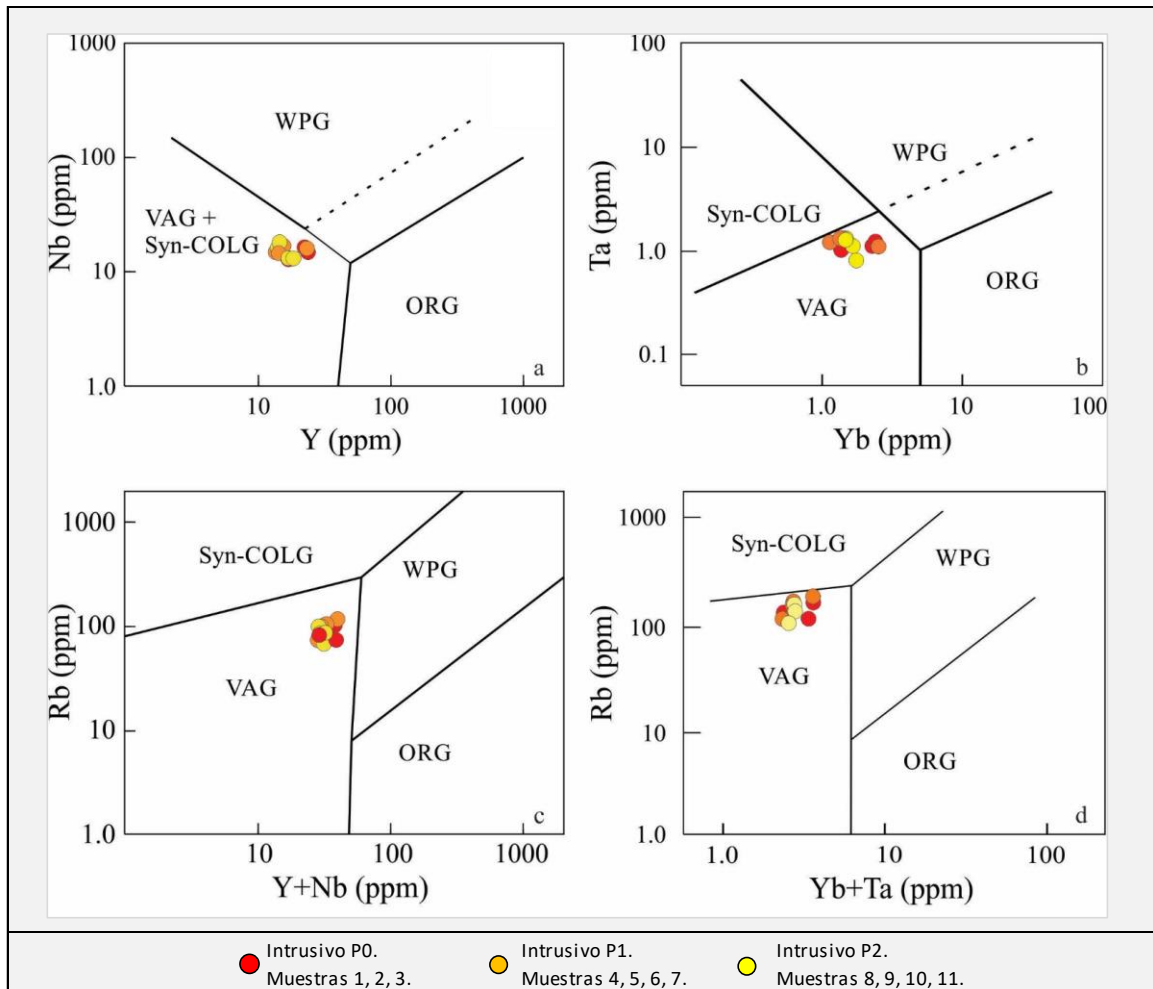 1000
100
10
1.0
Nb (ppm)
WPG
VAG +
Syn-COLG
ORG
a
10
100
1000
Y (ppm)
100
10
1.0
0.1
Ta (ppm)
WPG
Syn-COLG
VAG
ORG
b
1.0
10
100
Yb (ppm)
1000
100
10
1.0
Rb (ppm)
Syn-COLG
WPG
VAG
ORG
c
10
100
1000
Y+Nb (ppm)
1000
100
10
1.0
Rb (ppm)
Syn-COLG
WPG
VAG
ORG
d
1.0
10
100
Yb+Ta (ppm)
Intrusivo P0.
Muestras 1, 2, 3.
Intrusivo P1.
Muestras 4, 5, 6, 7.
Intrusivo P2.
Muestras 8, 9, 10, 11.